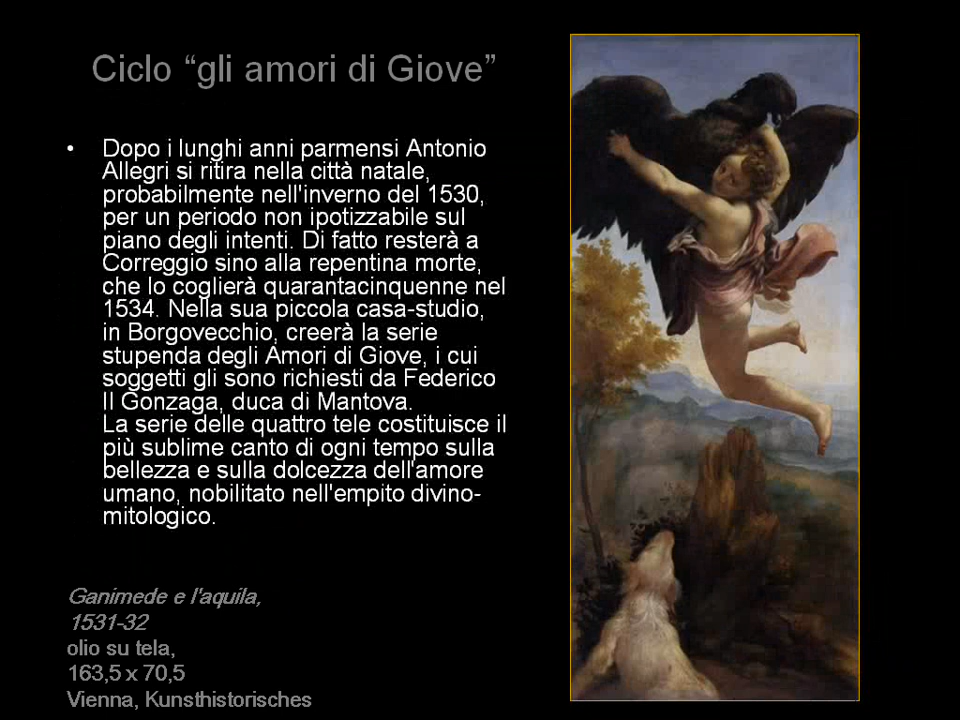 Ciclo “gli amori di Giove”
• Dopo i lunghi anni parmensi Antonio
Allegri si ritira nella città natale,
probabilmente nell'inverno del 1530,
per un periodo non ipotizzabile sul
piano degli intenti. Di fatto resterà a
Correggio sino alla repentina morte,
che lo coglierà quarantacinquenne nel
1534. Nella sua piccola casa-studio,
in Borgovecchio, creerà la serie
stupenda degli Amori di Giove, i cui
soggetti gli sono richiesti da Federico
II Gonzaga, duca di Mantova.
La serie delle quattro tele costituisce il
più sublime canto di ogni tempo sulla
bellezza e sulla dolcezza dell'amore
umano, nobilitato nell'empito divino-
mitologico.
Ganimede e l'aquila,
1531-32
olio su tela,
163,5 x 70,5
Vienna, Kunsthistorisches